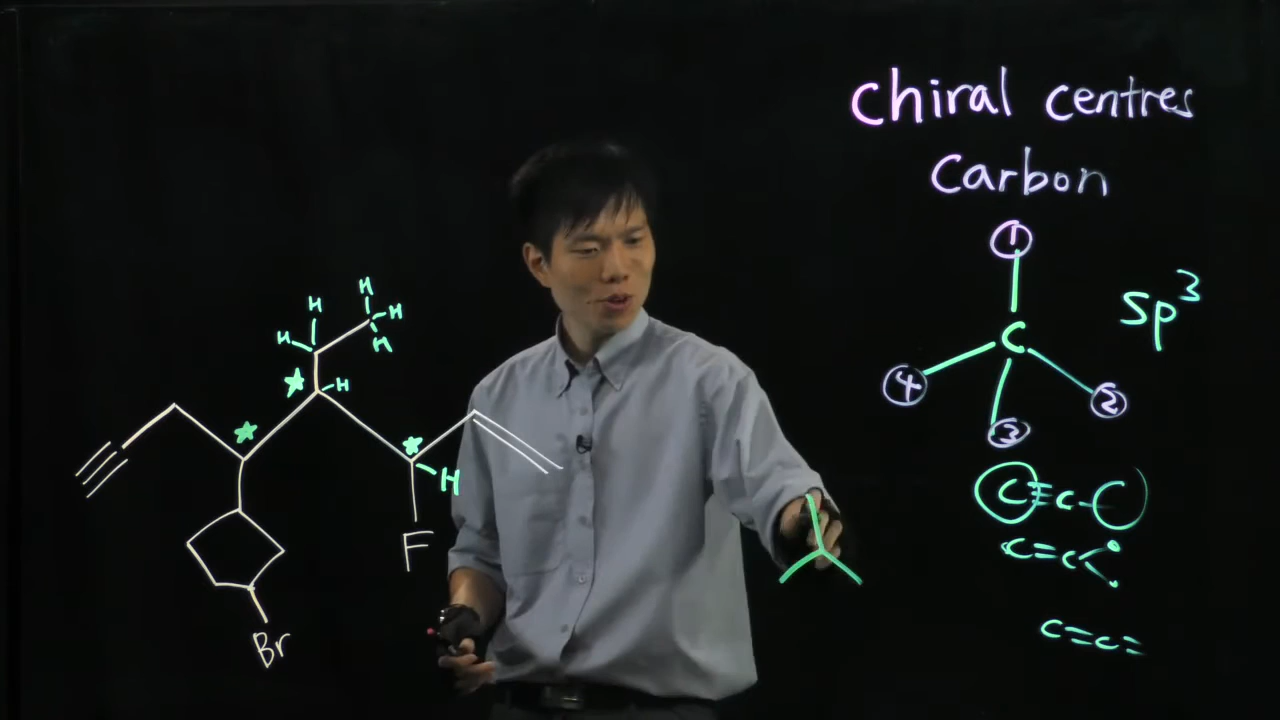 chiral centres
carbon
1
C
4
2
3
sp³
C≡C-
C=C
C=C=
H H
H H
H
H
H
F
Br